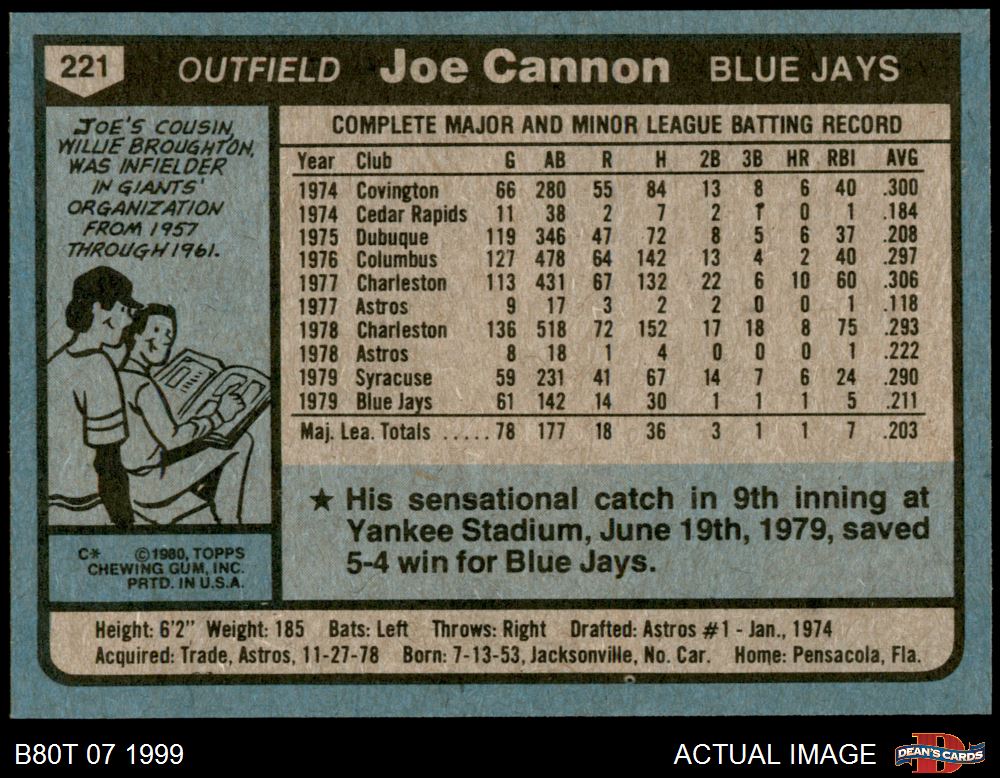 221 OUTFIELD Joe Cannon BLUE JAYS
JOE'S COUSIN,
WILLIE BROUGHTON,
WAS INFIELDER
IN GIANTS'
ORGANIZATION
FROM 1957
THROUGH 1961.
COMPLETE MAJOR AND MINOR LEAGUE BATTING RECORD
Year Club G AB R H 2B 3B HR RBI AVG
1974 Covington 66 280 55 84 13 8 6 40 .300
1974 Cedar Rapids 11 38 2 7 2 1 0 1 .184
1975 Dubuque 119 346 47 72 8 5 6 37 .208
1976 Columbus 127 478 64 142 13 4 2 40 .297
1977 Charleston 113 431 67 132 22 6 10 60 .306
1977 Astros 9 17 3 2 2 0 0 1 .118
1978 Charleston 136 518 72 152 17 18 8 75 .293
1978 Astros 8 18 1 4 0 0 0 1 .222
1979 Syracuse 59 231 41 67 14 7 6 24 .290
1979 Blue Jays 61 142 14 30 1 1 1 5 .211
Maj. Lea. Totals ..... 78 177 18 36 3 1 1 7 .203
★ His sensational catch in 9th inning at
Yankee Stadium, June 19th, 1979, saved
5-4 win for Blue Jays.
C* ©1980, TOPPS
CHEWING GUM, INC.
PRTD. IN U.S.A.
Height: 6'2" Weight: 185 Bats: Left Throws: Right Drafted: Astros #1 - Jan., 1974
Acquired: Trade, Astros, 11-27-78 Born: 7-13-53, Jacksonville, No. Car. Home: Pensacola, Fla.
B80T 07 1999 ACTUAL IMAGE DEAN'S CARDS